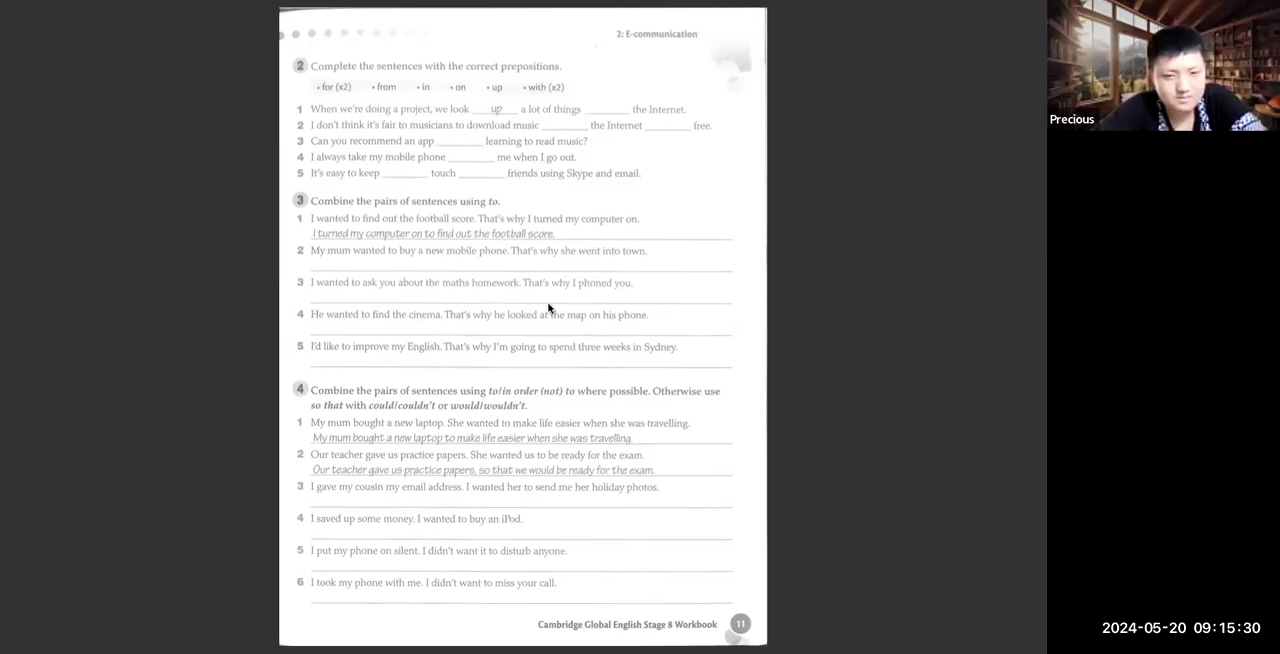 2: E-communication
2 Complete the sentences with the correct prepositions.
• for (x2) • from • in • on • up • with (x2)
1 When we're doing a project, we look ___up___ a lot of things ________ the Internet.
2 I don't think it's fair to musicians to download music ________ the Internet ________ free.
3 Can you recommend an app ________ learning to read music?
4 I always take my mobile phone ________ me when I go out.
5 It's easy to keep ________ touch ________ friends using Skype and email.
3 Combine the pairs of sentences using to.
1 I wanted to find out the football score. That's why I turned my computer on.
I turned my computer on to find out the football score.
2 My mum wanted to buy a new mobile phone. That's why she went into town.
3 I wanted to ask you about the maths homework. That's why I phoned you.
4 He wanted to find the cinema. That's why he looked at the map on his phone.
5 I'd like to improve my English. That's why I'm going to spend three weeks in Sydney.
4 Combine the pairs of sentences using to/in order (not) to where possible. Otherwise use
so that with could/couldn't or would/wouldn't.
1 My mum bought a new laptop. She wanted to make life easier when she was travelling.
My mum bought a new laptop to make life easier when she was travelling.
2 Our teacher gave us practice papers. She wanted us to be ready for the exam.
Our teacher gave us practice papers, so that we would be ready for the exam.
3 I gave my cousin my email address. I wanted her to send me her holiday photos.
4 I saved up some money. I wanted to buy an iPod.
5 I put my phone on silent. I didn't want it to disturb anyone.
6 I took my phone with me. I didn't want to miss your call.
Cambridge Global English Stage 8 Workbook 11
Precious
2024-05-20 09:15:30